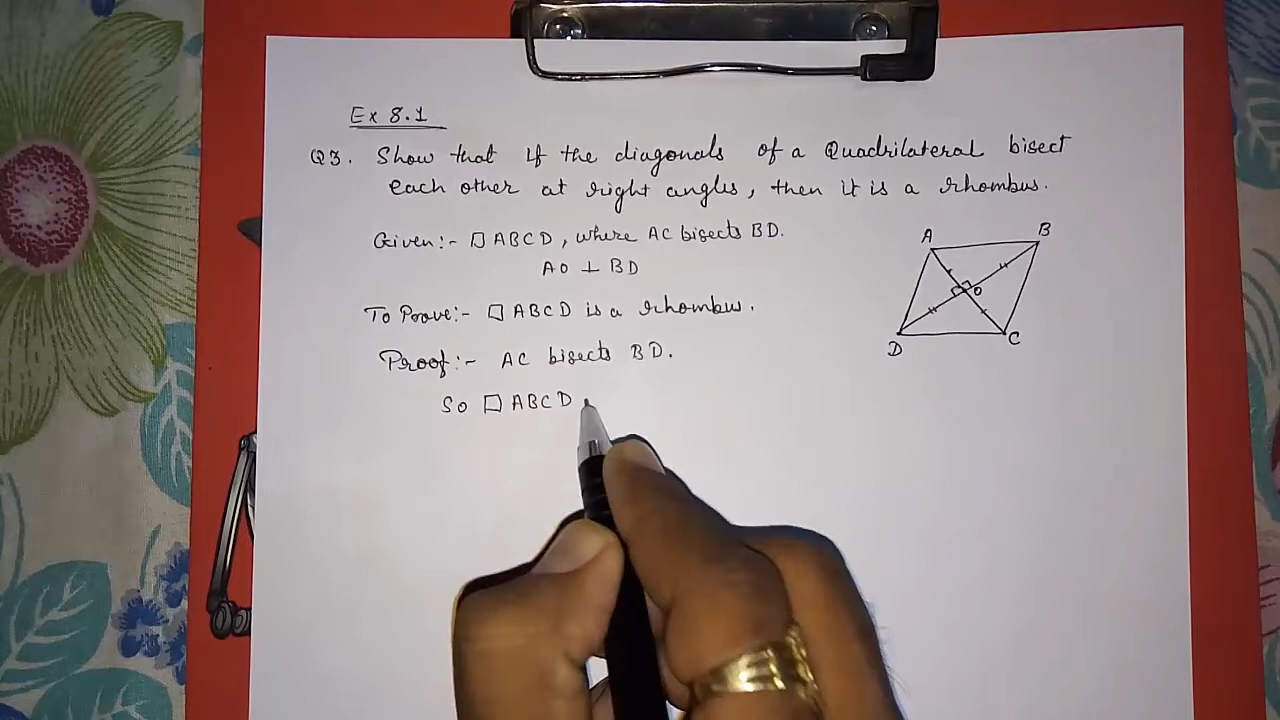 Ex 8.1
Q3. Show that if the diagonals of a Quadrilateral bisect
each other at right angles, then it is a rhombus.
Given:- □ ABCD, where AC bisects BD.
AO ⊥ BD
To Prove:- □ ABCD is a rhombus.
Proof:- AC bisects BD.
So □ ABCD
A
B
O
D
C